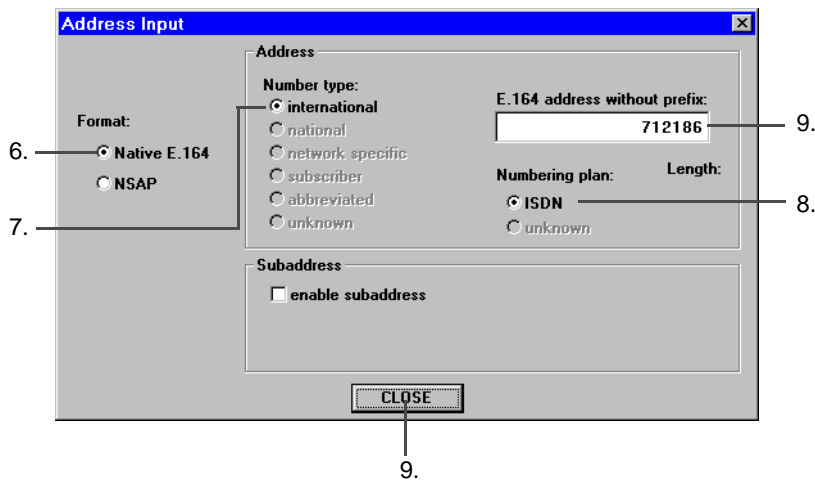 Address Input
Address
Number type:
international
national
network specific
subscriber
abbreviated
unknown
E.164 address without prefix:
712186
Numbering plan:
Length:
ISDN
unknown
Format:
Native E.164
NSAP
Subaddress
enable subaddress
CLOSE
6.
7.
9.
8.
9.